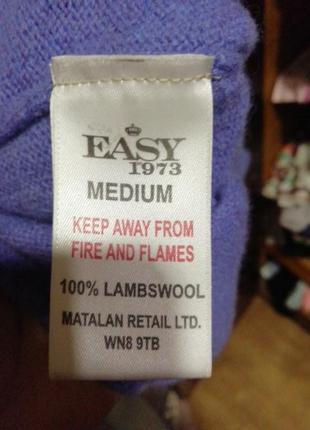 EASY
1973
MEDIUM
KEEP AWAY FROM
FIRE AND FLAMES
100% LAMBSWOOL
MATALAN RETAIL LTD.
WN8 9TB